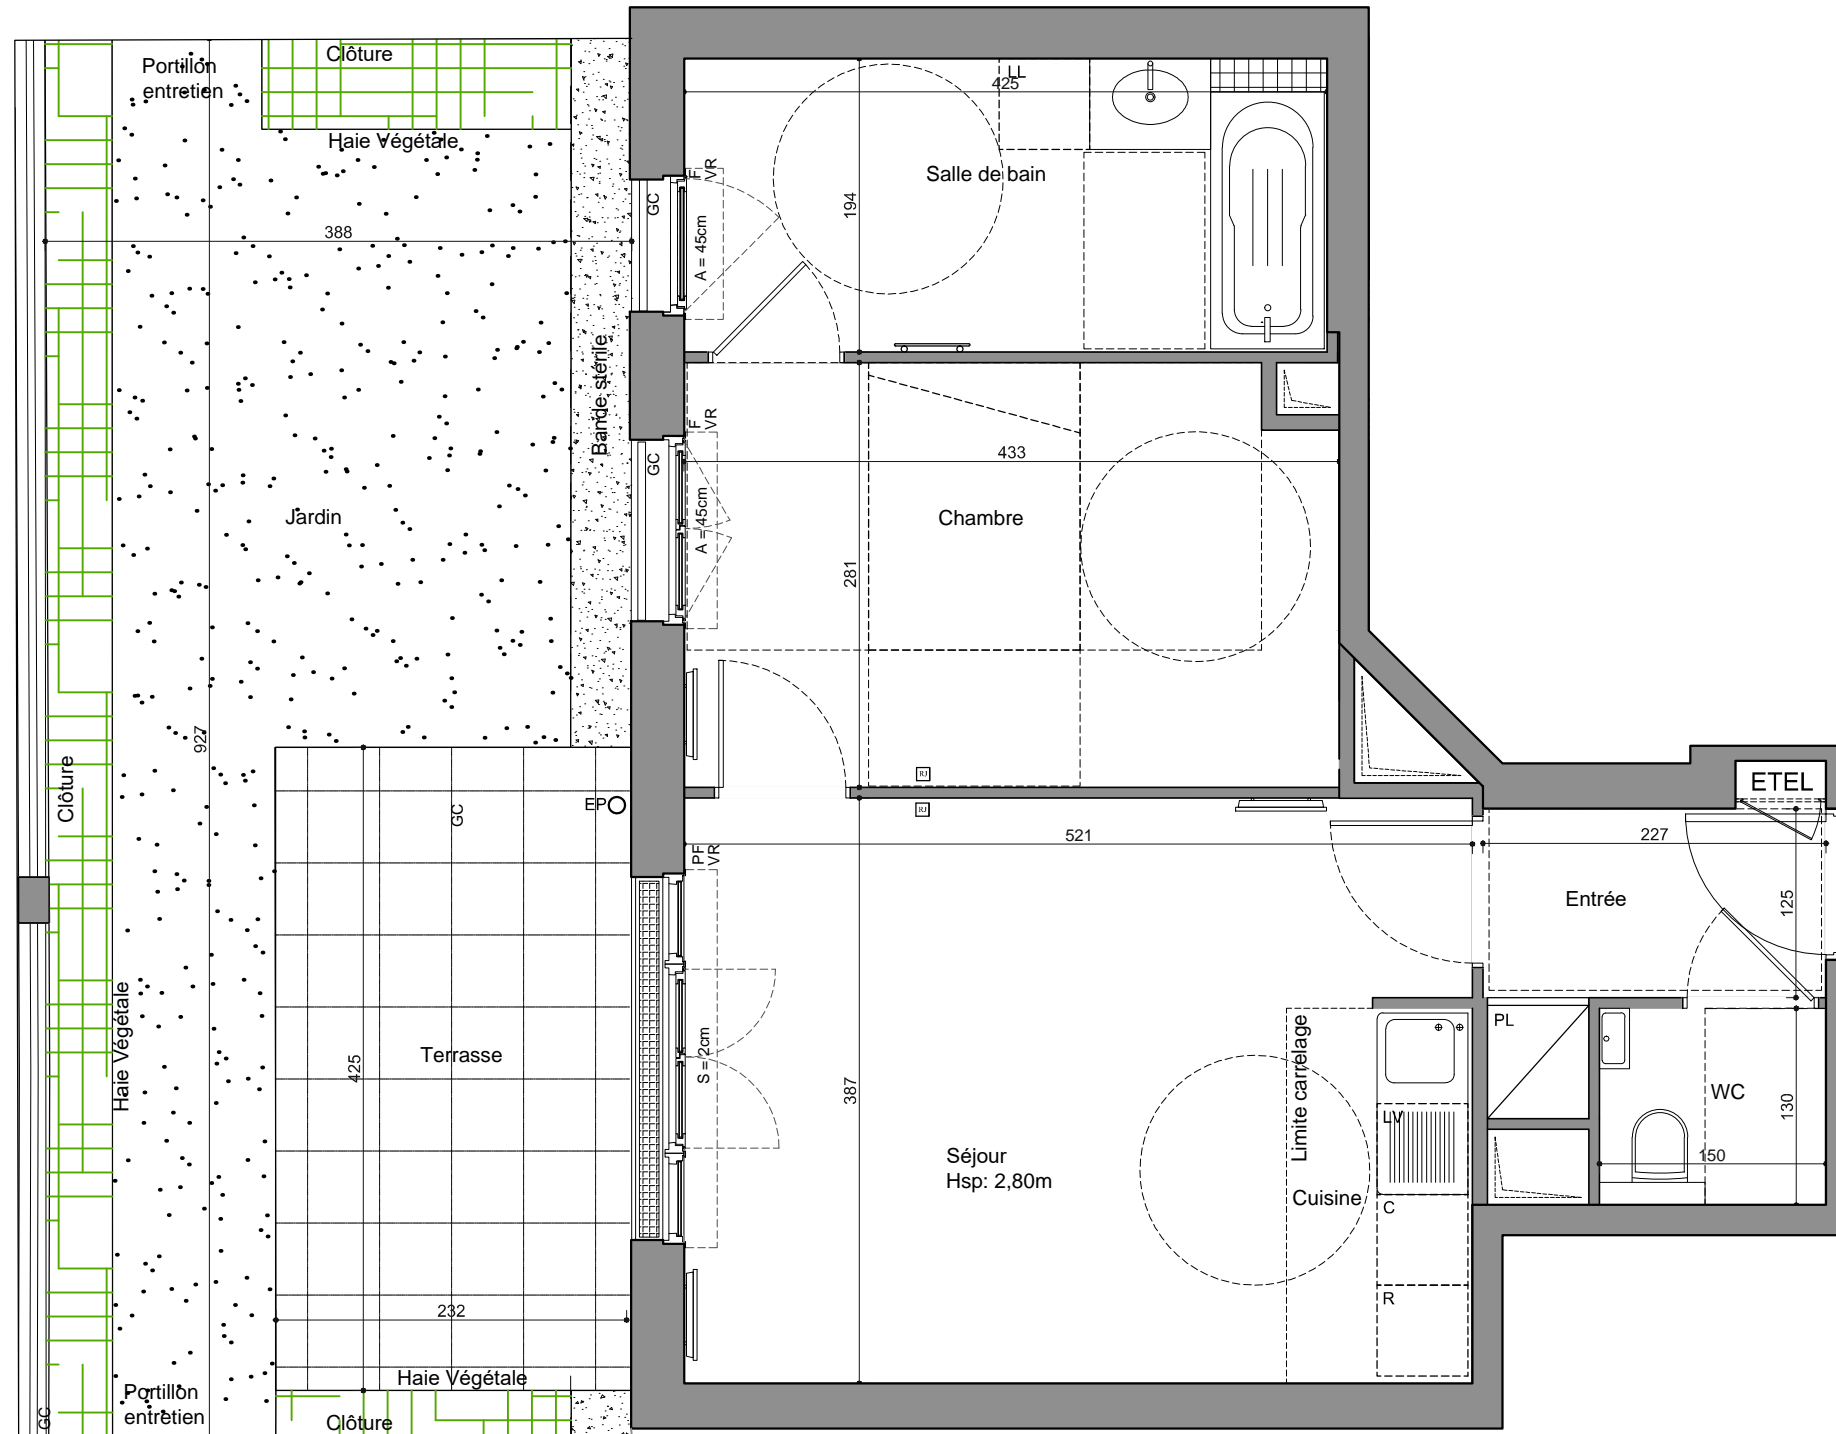 Portillon
entretien
Clôture
Haie Végétale
388
Jardin
927
Bande stérile
Clôture
Haie Végétale
GC
Portillon
entretien
Terrasse
GC
EP
425
232
Haie Végétale
Clôture
LL
425
Salle de bain
194
GC
F
VR
A = 45cm
GC
F
VR
A = 45cm
433
Chambre
281
RJ
RJ
521
PF
VR
S = 2cm
387
Séjour
Hsp: 2,80m
Limite carrelage
Cuisine
LV
C
R
ETEL
227
Entrée
125
PL
WC
130
150